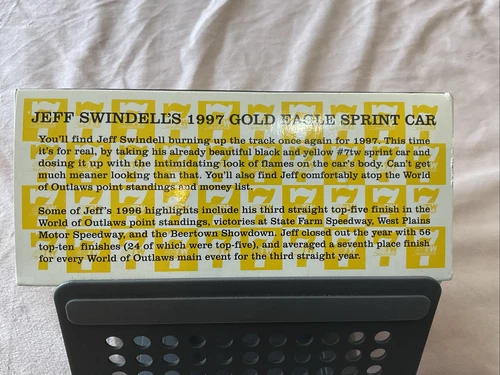 JEFF SWINDELL'S 1997 GOLD EAGLE SPRINT CAR
You'll find Jeff Swindell burning up the track once again for 1997. This time
it's for real, by taking his already beautiful black and yellow #7tw sprint car and
dosing it up with the intimidating look of flames on the car's body. Can't get
much meaner looking than that. You'll also find Jeff comfortably atop the World
of Outlaws point standings and money list.
Some of Jeff's 1996 highlights include his third straight top-five finish in the
World of Outlaws point standings, victories at State Farm Speedway, West Plains
Motor Speedway, and the Beertown Showdown. Jeff closed out the year with 56
top-ten finishes (24 of which were top-five), and averaged a seventh place finish
for every World of Outlaws main event for the third straight year.